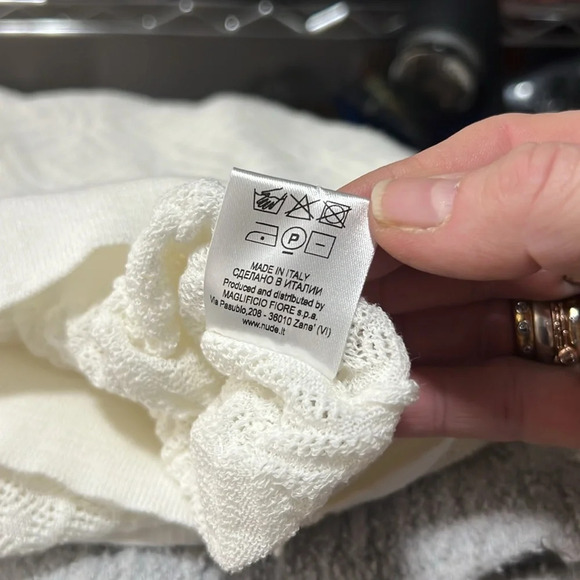 P
MADE IN ITALY
СДЕЛАНО В ИТАЛИИ
Produced and distributed by
MAGLIFICIO FIORE s.p.a.
Via Pasubio,208 - 36010 Zane' (VI)
www.nude.it